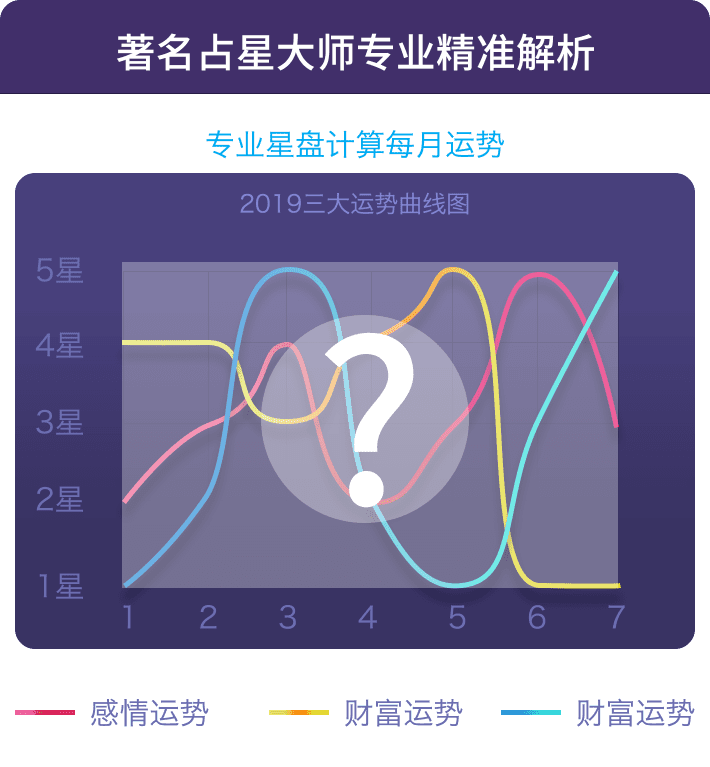 著名占星大师专业精准解析
专业星盘计算每月运势
2019三大运势曲线图
5星
4星
3星
2星
1星
1 2 3 4 5 6 7
?
感情运势 财富运势 财富运势